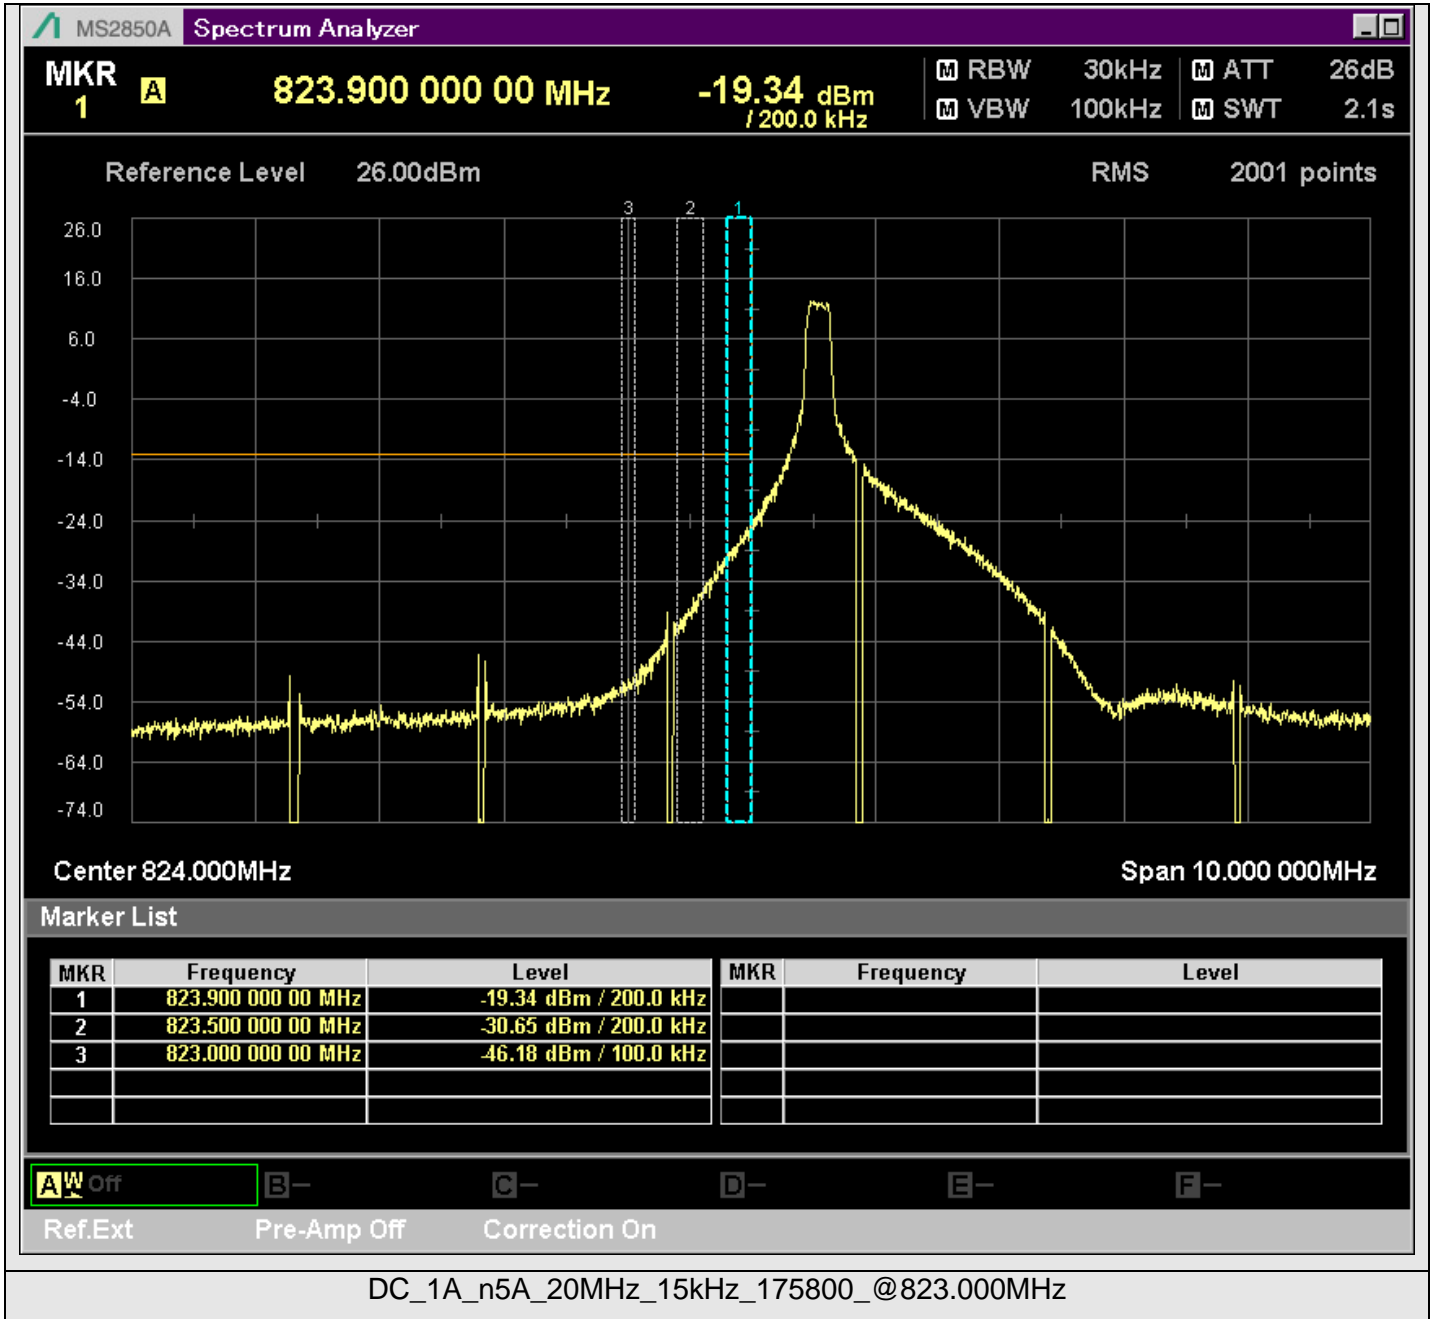 MS2850A Spectrum Analyzer
MKR 1 A 823.900 000 00 MHz -19.34 dBm / 200.0 kHz
M RBW 30kHz M ATT 26dB
M VBW 100kHz M SWT 2.1s
Reference Level 26.00dBm RMS 2001 points
3 2 1
26.0
16.0
6.0
-4.0
-14.0
-24.0
-34.0
-44.0
-54.0
-64.0
-74.0
Center 824.000MHz Span 10.000 000MHz
Marker List
MKR Frequency Level MKR Frequency Level
1 823.900 000 00 MHz -19.34 dBm / 200.0 kHz
2 823.500 000 00 MHz -30.65 dBm / 200.0 kHz
3 823.000 000 00 MHz -46.18 dBm / 100.0 kHz
A W Off B- C- D- E- F-
Ref.Ext Pre-Amp Off Correction On
DC_1A_n5A_20MHz_15kHz_175800_@823.000MHz